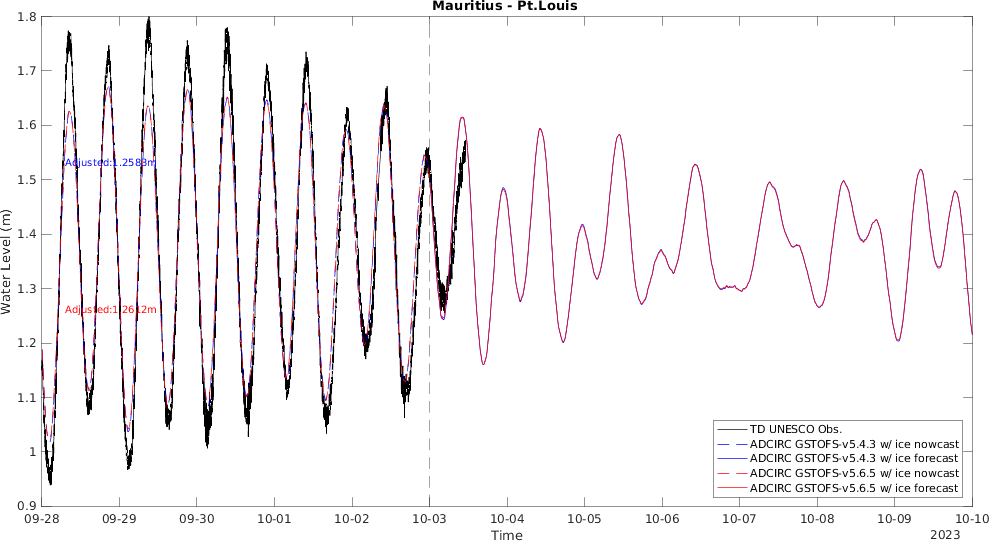 Mauritius - Pt.Louis
1.8
1.7
1.6
1.5
1.4
1.3
1.2
1.1
1
0.9
Water Level (m)
Adjusted:1.2583m
Adjusted:1.2612m
TD UNESCO Obs.
ADCIRC GSTOFS-v5.4.3 w/ ice nowcast
ADCIRC GSTOFS-v5.4.3 w/ ice forecast
ADCIRC GSTOFS-v5.6.5 w/ ice nowcast
ADCIRC GSTOFS-v5.6.5 w/ ice forecast
09-28 09-29 09-30 10-01 10-02 10-03 10-04 10-05 10-06 10-07 10-08 10-09 10-10
Time
2023